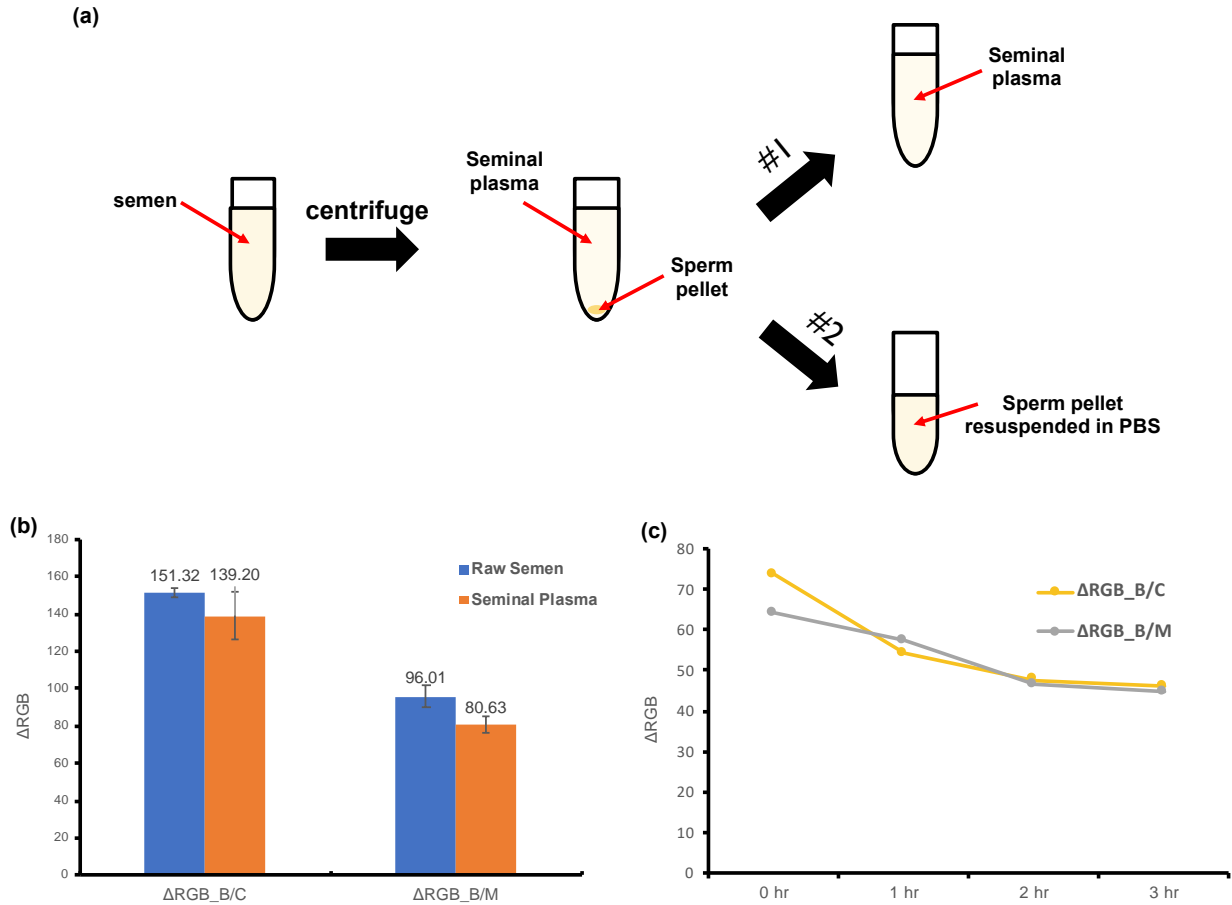 (a)
semen
centrifuge
Seminal
plasma
Sperm
pellet
#1
Seminal
plasma
#2
Sperm pellet
resuspended in PBS
(b)
180
160
140
120
100
80
60
40
20
0
ΔRGB
151.32
139.20
96.01
80.63
Raw Semen
Seminal Plasma
ΔRGB_B/C
ΔRGB_B/M
(c)
80
70
60
50
40
30
20
10
0
ΔRGB
ΔRGB_B/C
ΔRGB_B/M
0 hr
1 hr
2 hr
3 hr